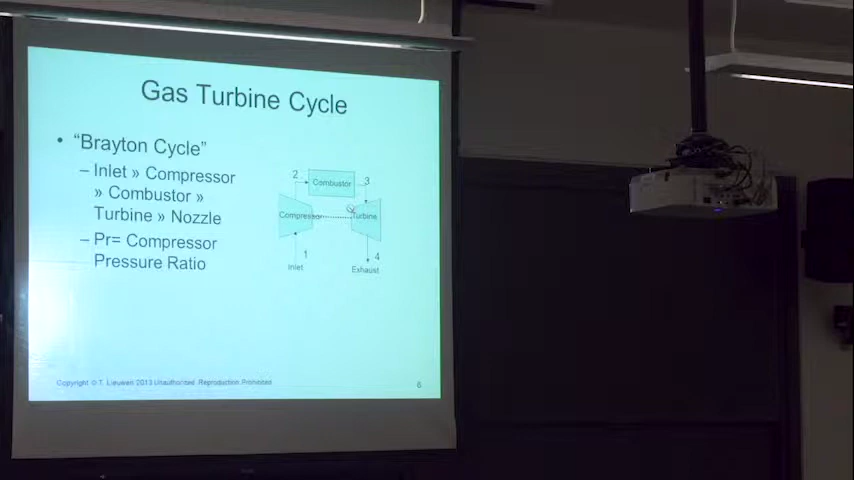 Gas Turbine Cycle
• “Brayton Cycle”
– Inlet » Compressor
» Combustor »
Turbine » Nozzle
– Pr= Compressor
Pressure Ratio
2
Combustor
3
Compressor
Turbine
1
4
Inlet
Exhaust
Copyright © T. Lieuwen 2013 Unauthorized Reproduction Prohibited
6